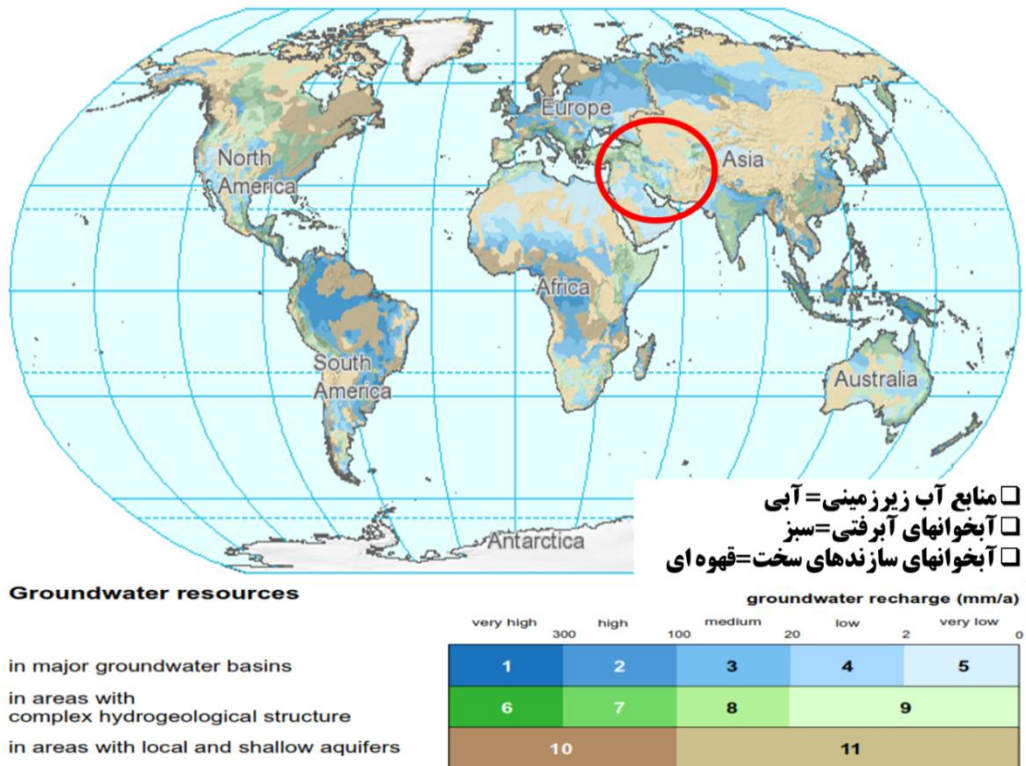 Europe
North
America
Asia
Africa
South
America
Australia
Antarctica
❑ منابع آب زیرزمینی=آبی
❑ آبخوانهای آبرفتی=سبز
❑ آبخوانهای سازندهای سخت=قهوه ای
Groundwater resources
groundwater recharge (mm/a)
very high high medium low very low
300 100 20 2 0
in major groundwater basins 1 2 3 4 5
in areas with
complex hydrogeological structure 6 7 8 9
in areas with local and shallow aquifers 10 11